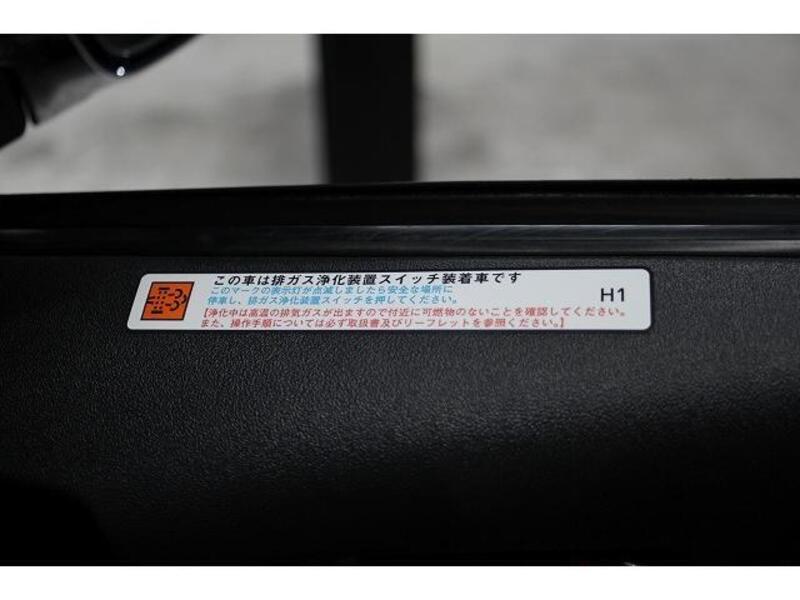 この車は排ガス浄化装置スイッチ装着車です
このマークの表示灯が点滅しましたら安全な場所に
停車し、排ガス浄化装置スイッチを押してください。
H1
【浄化中は高温の排気ガスが出ますので付近に可燃物のないことを確認してください。
また、操作手順については必ず取扱書及びリーフレットを参照ください。】